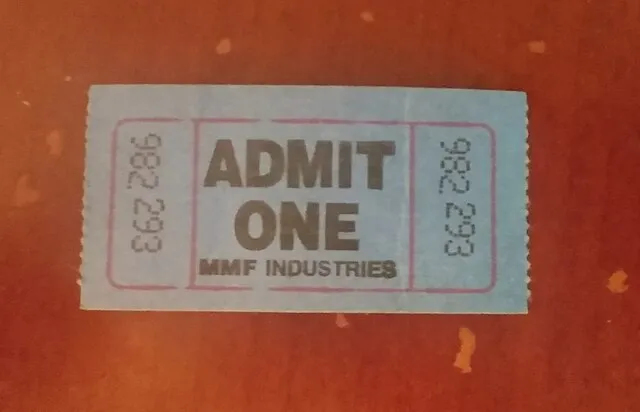 982 293
ADMIT
ONE
MMF INDUSTRIES
982 293